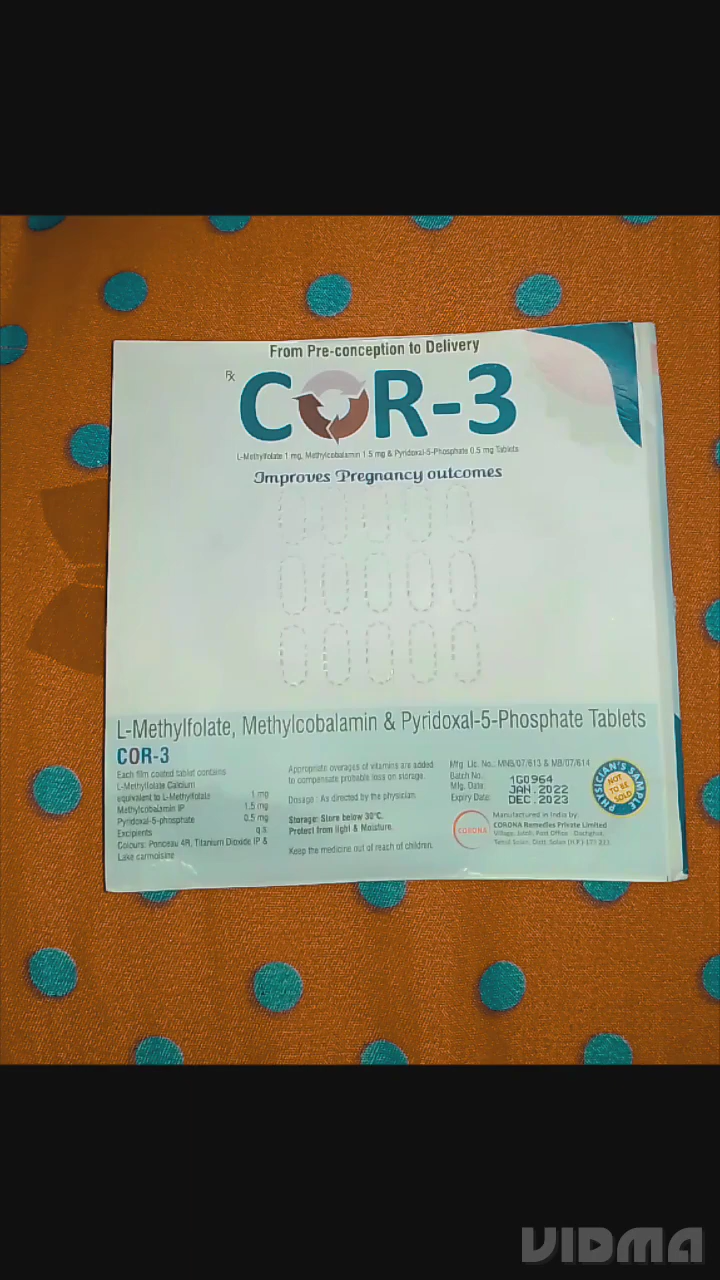 From Pre-conception to Delivery
Rx
COR-3
L-Methylfolate 1 mg, Methylcobalamin 1.5 mg & Pyridoxal-5-Phosphate 0.5 mg Tablets
Improves Pregnancy outcomes
L-Methylfolate, Methylcobalamin & Pyridoxal-5-Phosphate Tablets
COR-3
Each film coated tablet contains
L-Methylfolate Calcium
equivalent to L-Methylfolate 1 mg
Methylcobalamin IP 1.5 mg
Pyridoxal-5-phosphate 0.5 mg
Excipients q.s.
Colours: Ponceau 4R, Titanium Dioxide IP &
Lake carmoisine
Appropriate overages of vitamins are added
to compensate probable loss on storage.
Dosage : As directed by the physician.
Storage: Store below 30°C.
Protect from light & Moisture.
Keep the medicine out of reach of children.
Mfg. Lic. No.: MNB/07/613 & MB/07/614
Batch No. 1G0964
Mfg. Date: JAN.2022
Expiry Date: DEC.2023
PHYSICIAN'S SAMPLE
NOT
TO BE
SOLD
CORONA
Manufactured in India by:
CORONA Remedies Private Limited
Village, Jatoli, Post Office
Solan (H.P.) 173
VIDMA